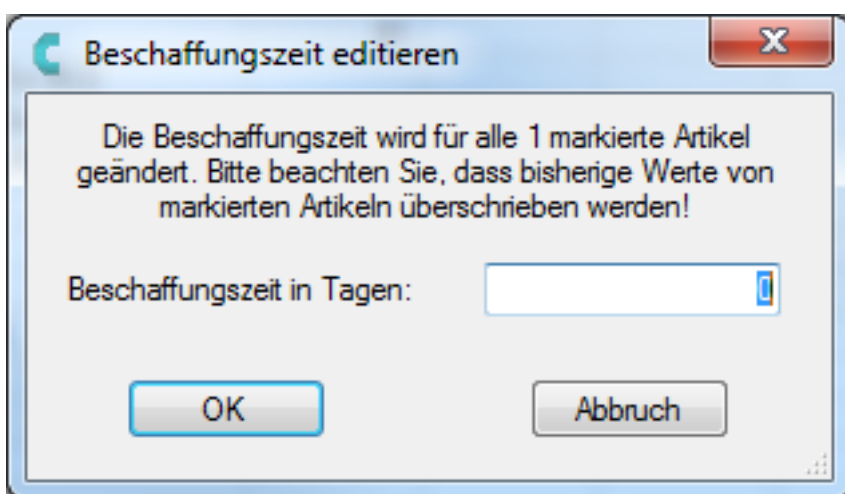 Beschaffungszeit editieren
Die Beschaffungszeit wird für alle 1 markierte Artikel
geändert. Bitte beachten Sie, dass bisherige Werte von
markierten Artikeln überschrieben werden!
Beschaffungszeit in Tagen: 0
OK Abbruch